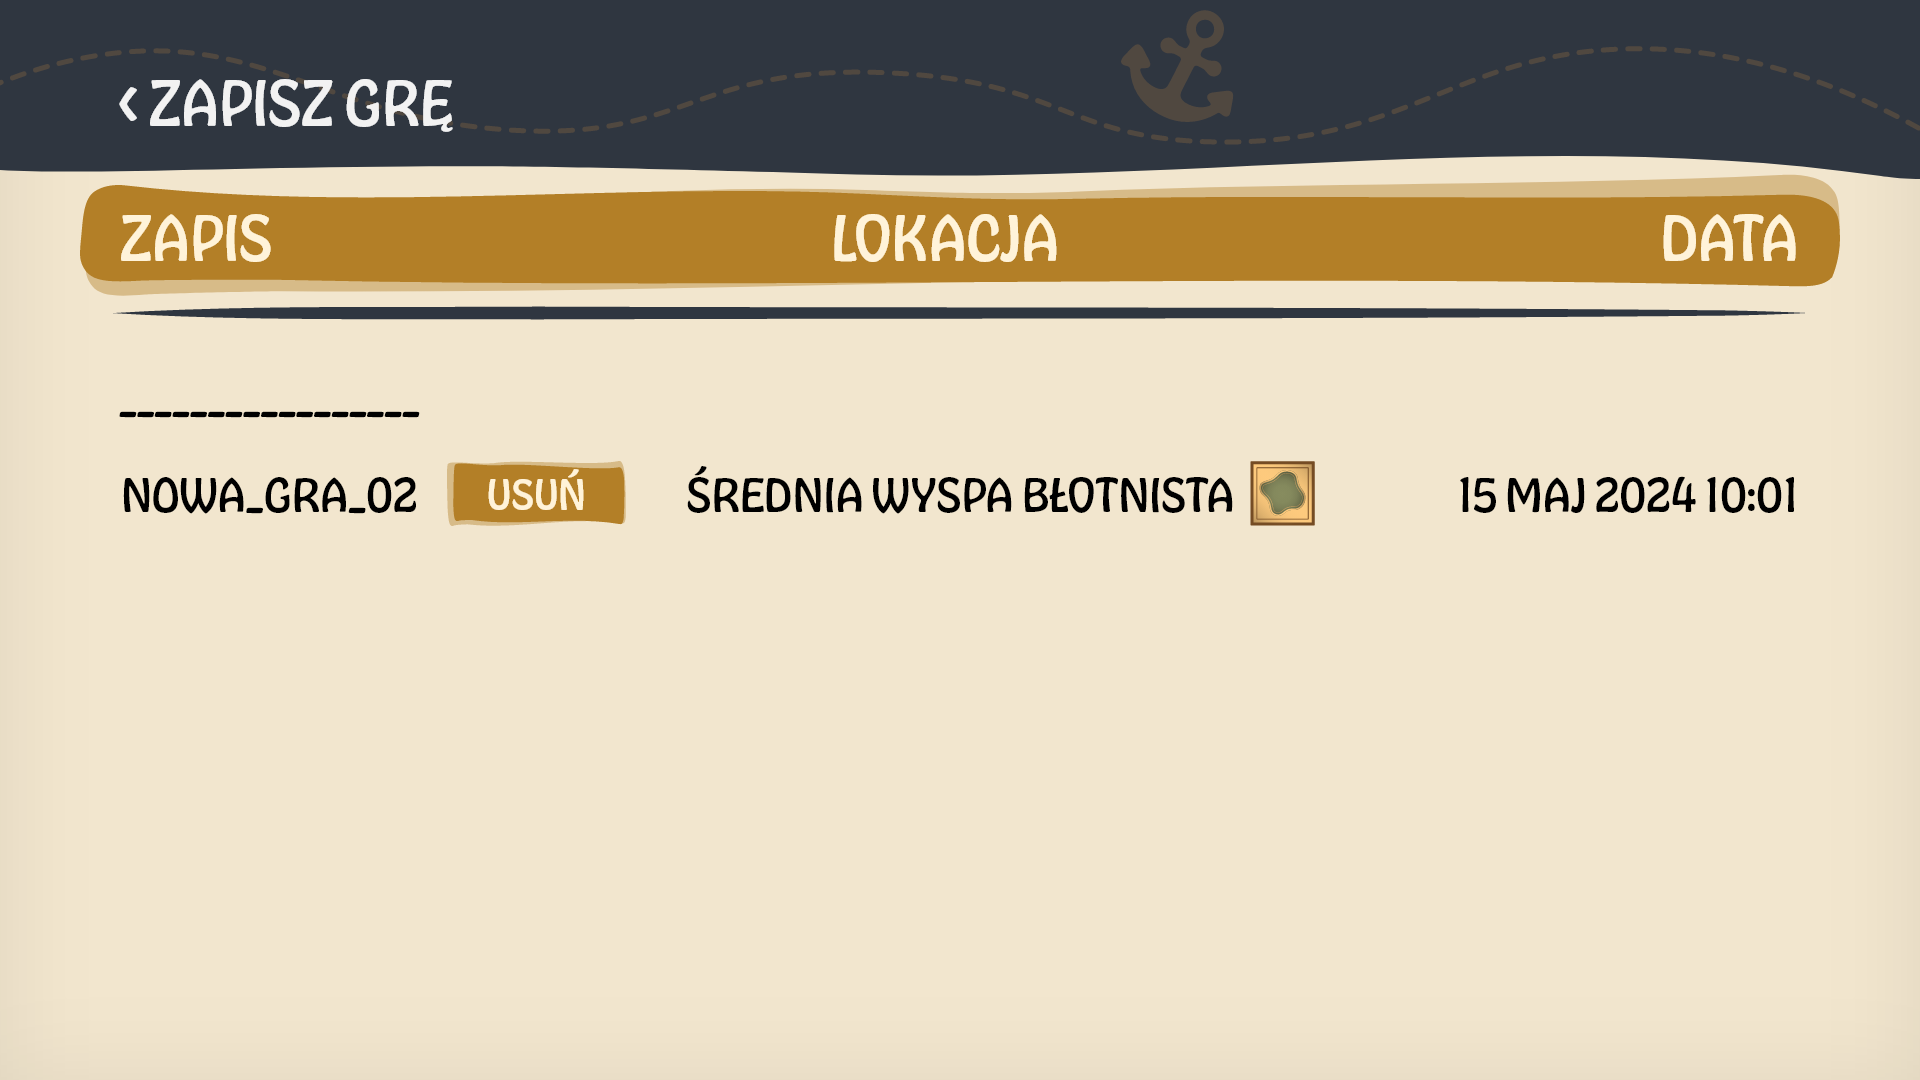 ‹ ZAPISZ GRĘ
ZAPIS LOKACJA DATA
-----------------
NOWA_GRA_02 USUŃ ŚREDNIA WYSPA BŁOTNISTA 15 MAJ 2024 10:01